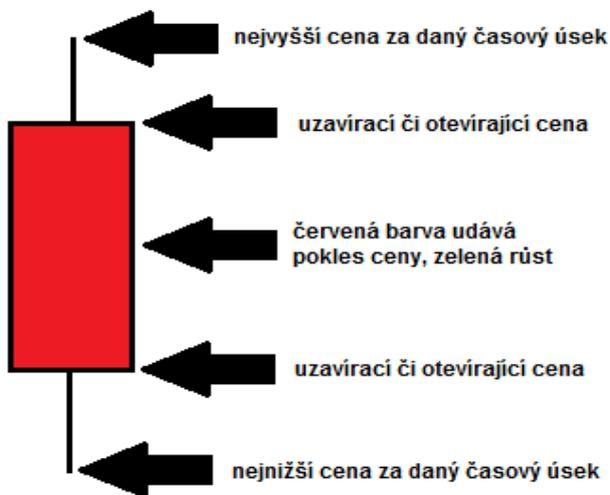 nejvyšší cena za daný časový úsek
uzavírací či otevírající cena
červená barva udává
pokles ceny, zelená růst
uzavírací či otevírající cena
nejnižší cena za daný časový úsek